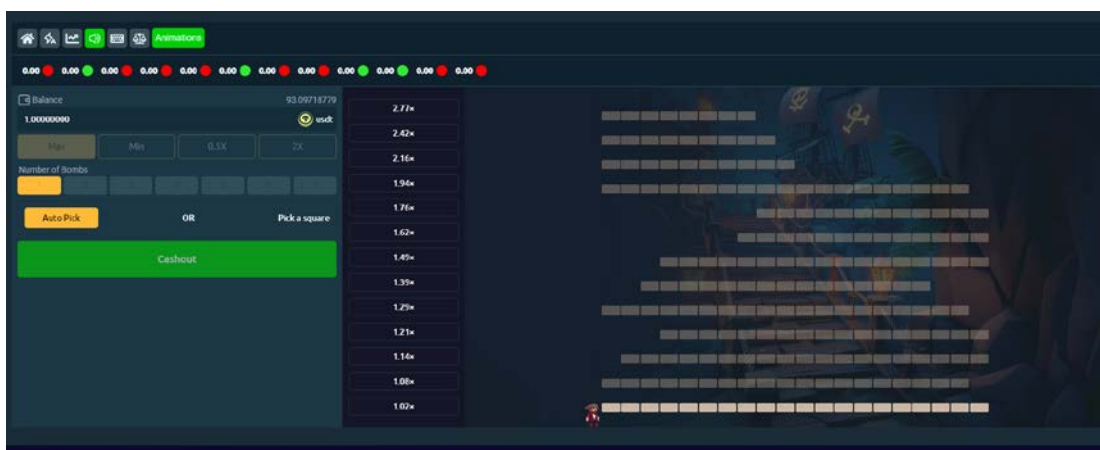 Animations
0.00 0.00 0.00 0.00 0.00 0.00 0.00 0.00 0.00 0.00 0.00 0.00
Balance 93.09718779
1.00000000 usdt
Max Min 0.5X 2X
Number of Bombs
Auto Pick OR Pick a square
Cashout
2.77×
2.42×
2.16×
1.94×
1.76×
1.62×
1.49×
1.39×
1.29×
1.21×
1.14×
1.08×
1.02×